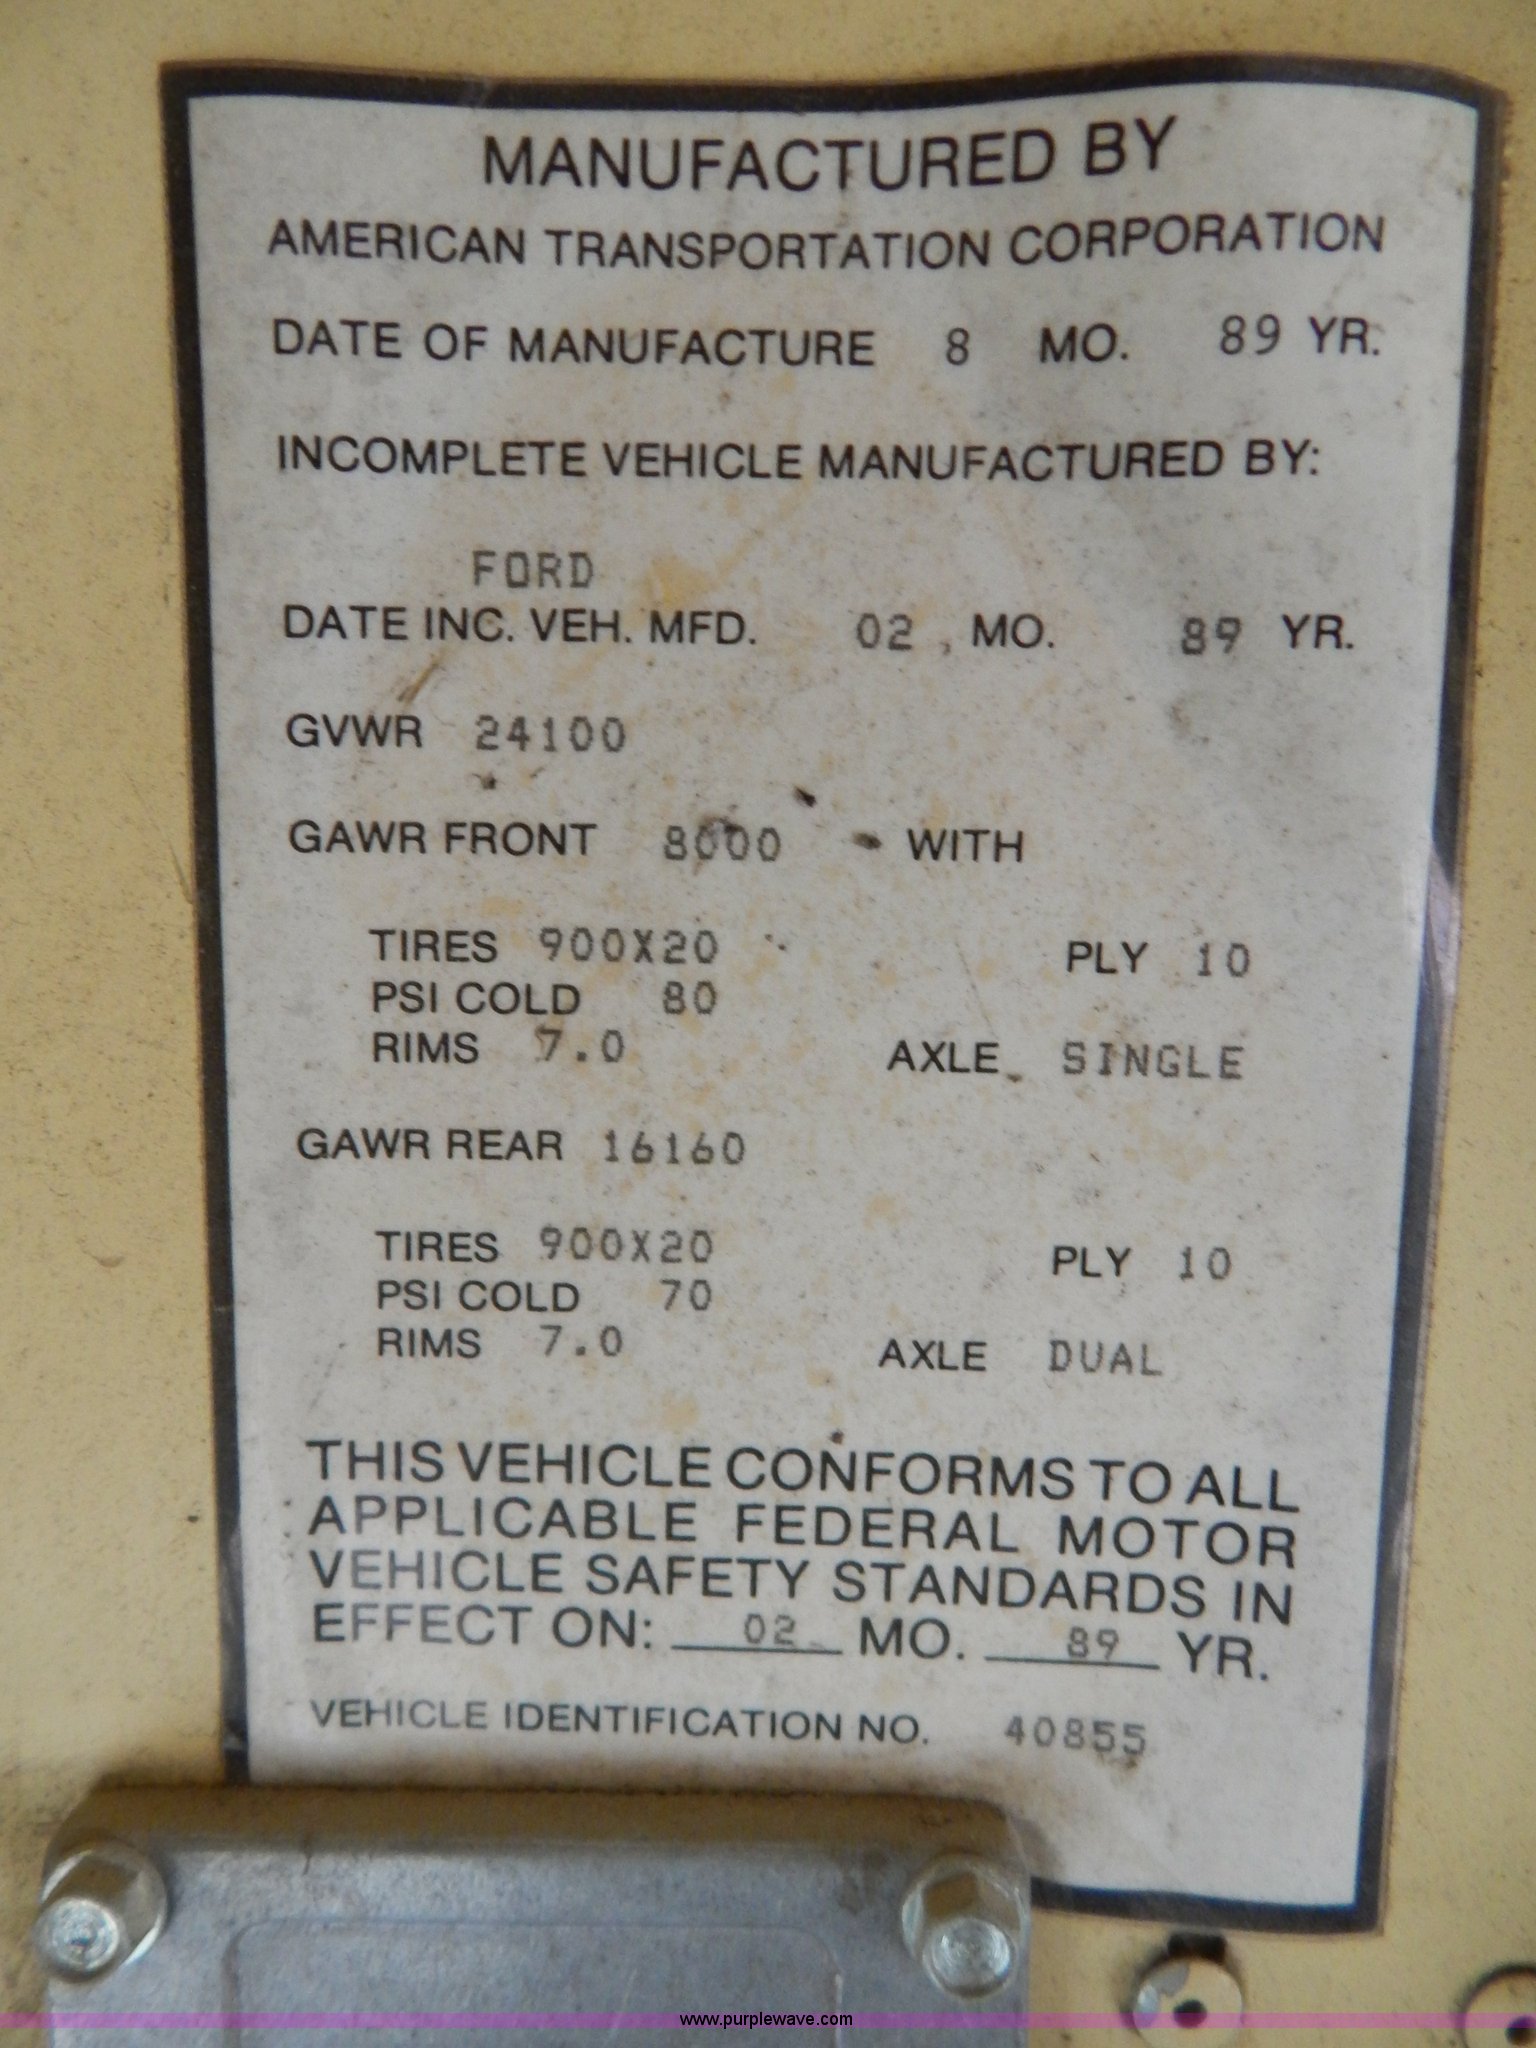 MANUFACTURED BY
AMERICAN TRANSPORTATION CORPORATION
DATE OF MANUFACTURE 8 MO. 89 YR.
INCOMPLETE VEHICLE MANUFACTURED BY:
FORD
DATE INC. VEH. MFD. 02 MO. 89 YR.
GVWR 24100
GAWR FRONT 8000 WITH
TIRES 900X20 PLY 10
PSI COLD 80
RIMS 7.0 AXLE SINGLE
GAWR REAR 16160
TIRES 900X20 PLY 10
PSI COLD 70
RIMS 7.0 AXLE DUAL
THIS VEHICLE CONFORMS TO ALL
APPLICABLE FEDERAL MOTOR
VEHICLE SAFETY STANDARDS IN
EFFECT ON: 02 MO. 89 YR.
VEHICLE IDENTIFICATION NO. 40855
www.purplewave.com